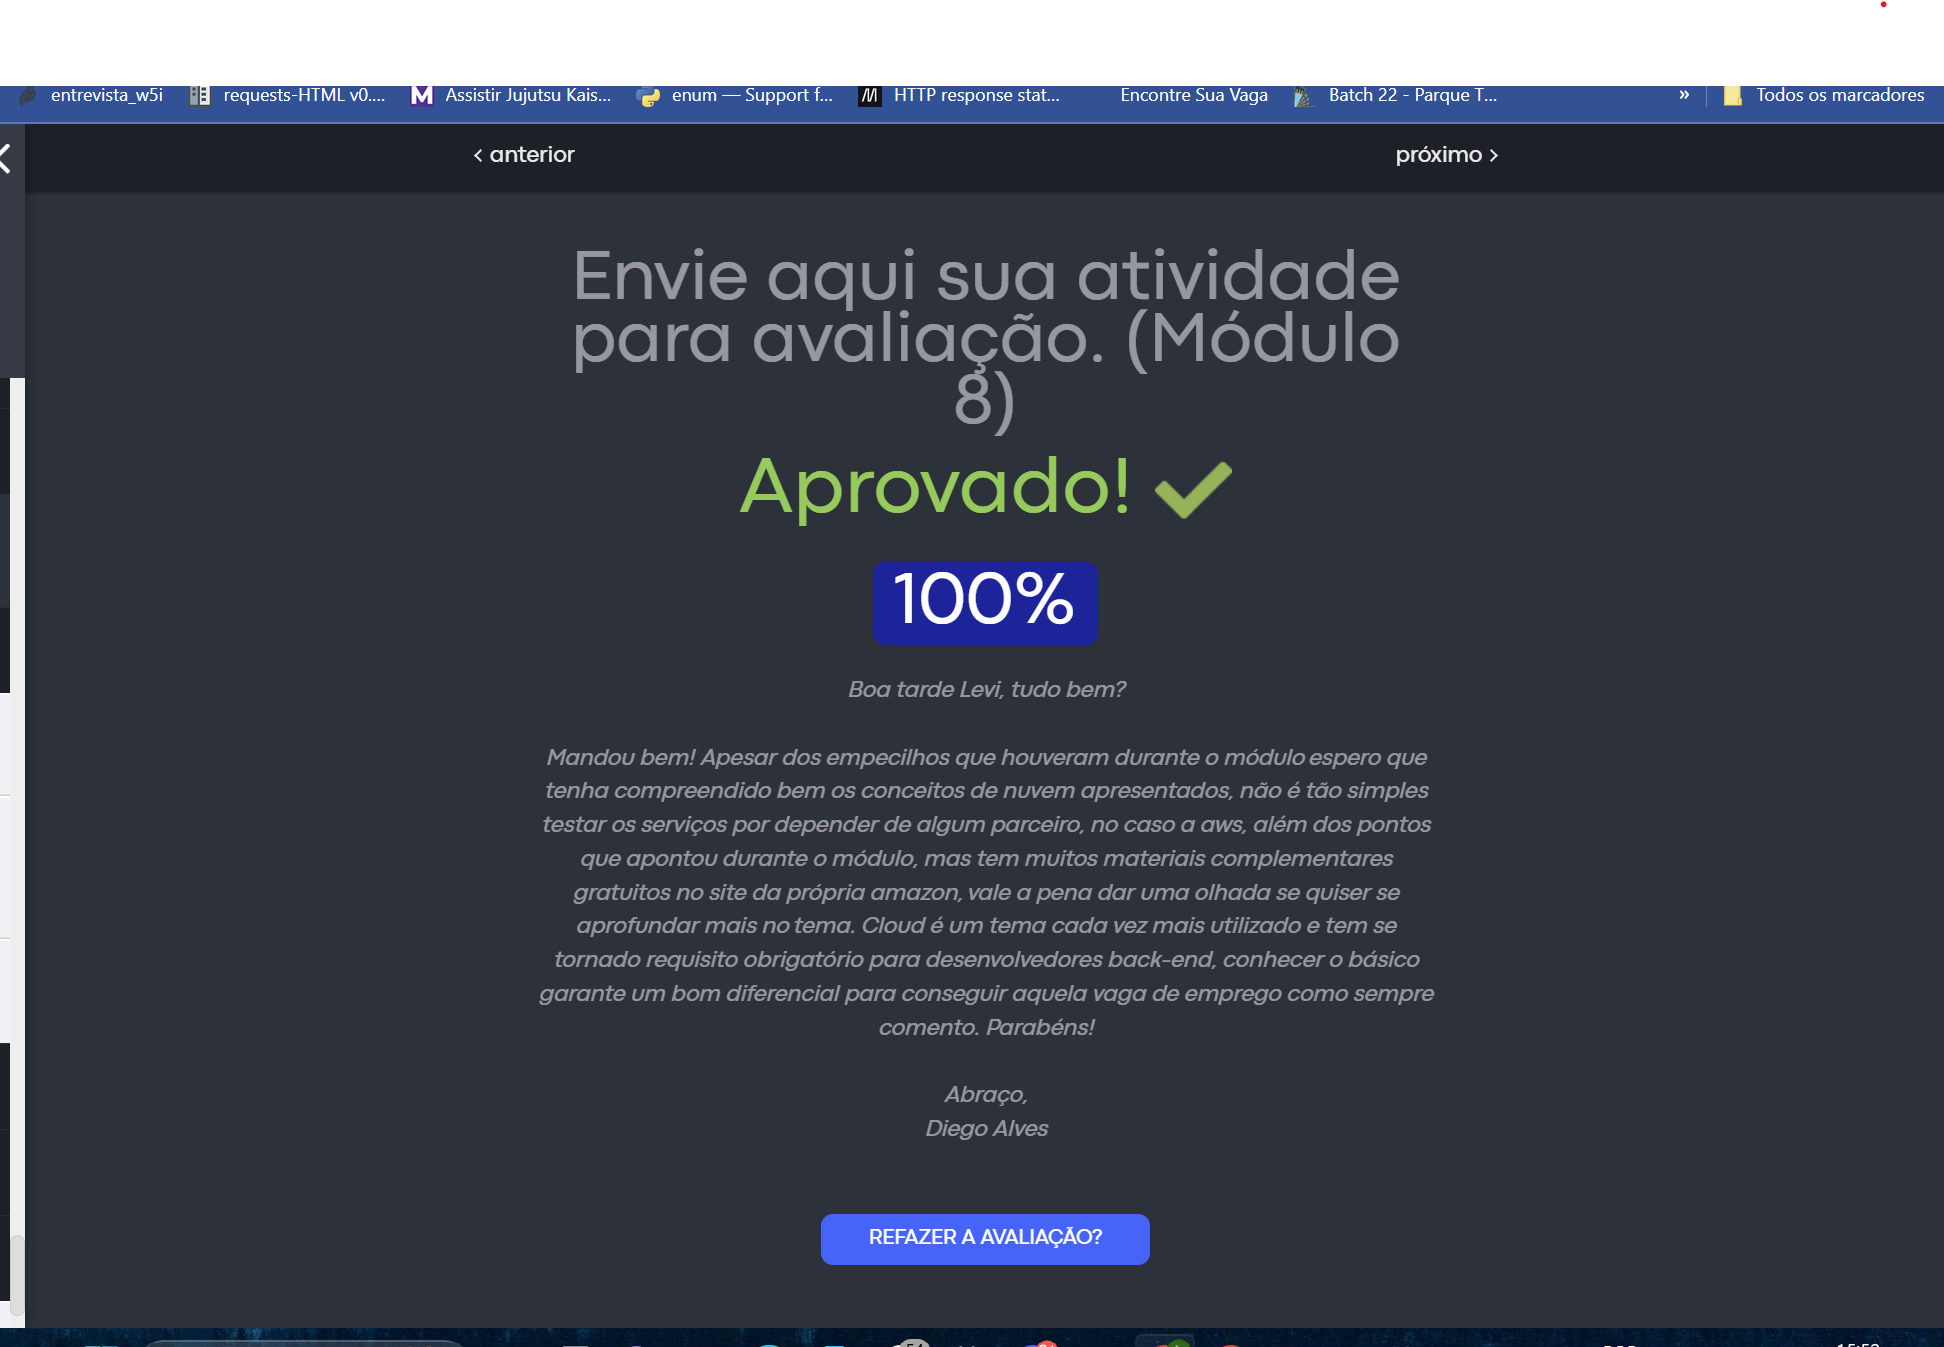 entrevista_w5i requests-HTML v0.... Assistir Jujutsu Kais... enum — Support f... HTTP response stat... Encontre Sua Vaga Batch 22 - Parque T... » Todos os marcadores
‹ anterior próximo ›
Envie aqui sua atividade
para avaliação. (Módulo
8)
Aprovado!
100%
Boa tarde Levi, tudo bem?
Mandou bem! Apesar dos empecilhos que houveram durante o módulo espero que
tenha compreendido bem os conceitos de nuvem apresentados, não é tão simples
testar os serviços por depender de algum parceiro, no caso a aws, além dos pontos
que apontou durante o módulo, mas tem muitos materiais complementares
gratuitos no site da própria amazon, vale a pena dar uma olhada se quiser se
aprofundar mais no tema. Cloud é um tema cada vez mais utilizado e tem se
tornado requisito obrigatório para desenvolvedores back-end, conhecer o básico
garante um bom diferencial para conseguir aquela vaga de emprego como sempre
comento. Parabéns!
Abraço,
Diego Alves
REFAZER A AVALIAÇÃO?